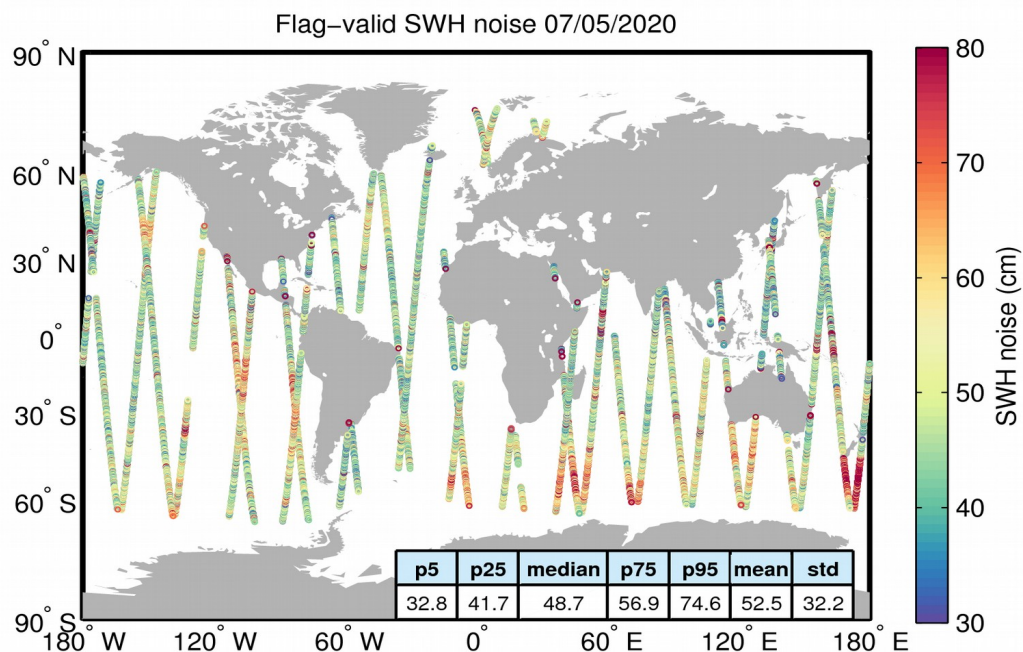 Flag−valid SWH noise 07/05/2020
90° N
60° N
30° N
0°
30° S
60° S
90° S
180° W
120° W
60° W
0°
60° E
120° E
180° E
p5 p25 median p75 p95 mean std
32.8 41.7 48.7 56.9 74.6 52.5 32.2
80
70
60
50
40
30
SWH noise (cm)